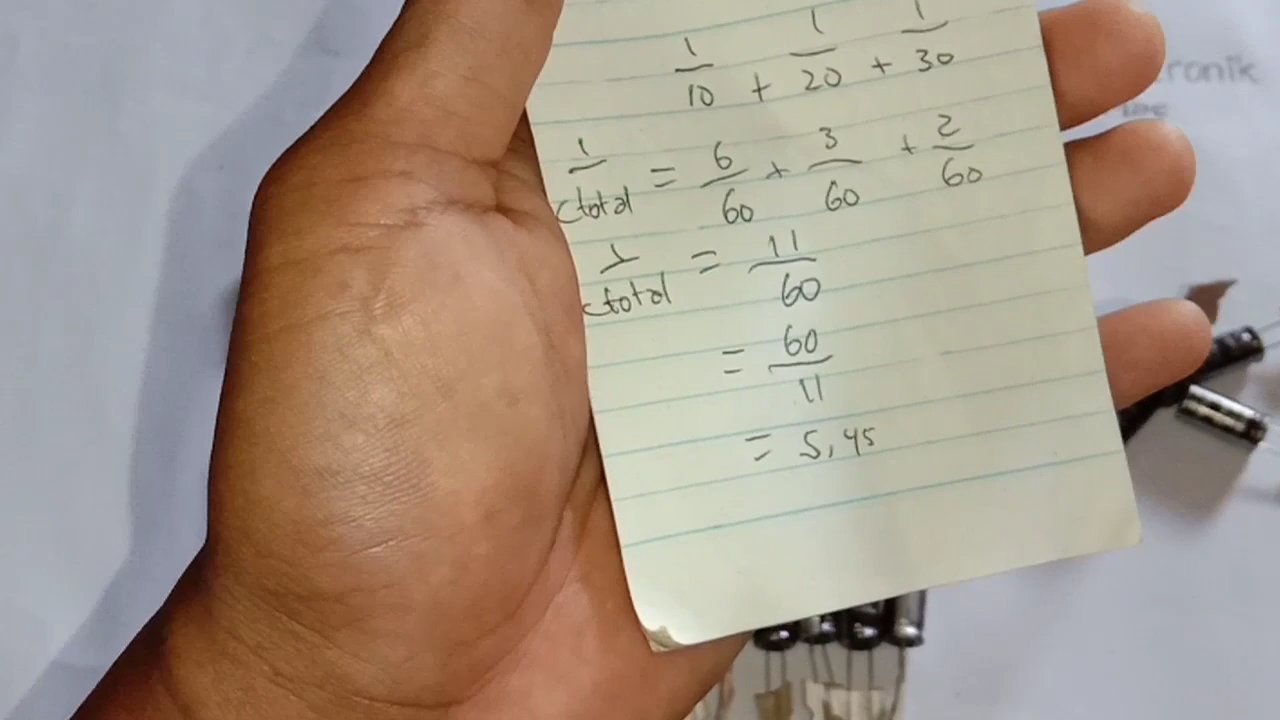 1/10 + 1/20 + 1/30
1/ctotal = 6/60 + 3/60 + 2/60
1/ctotal = 11/60
= 60/11
= 5,45
ronik